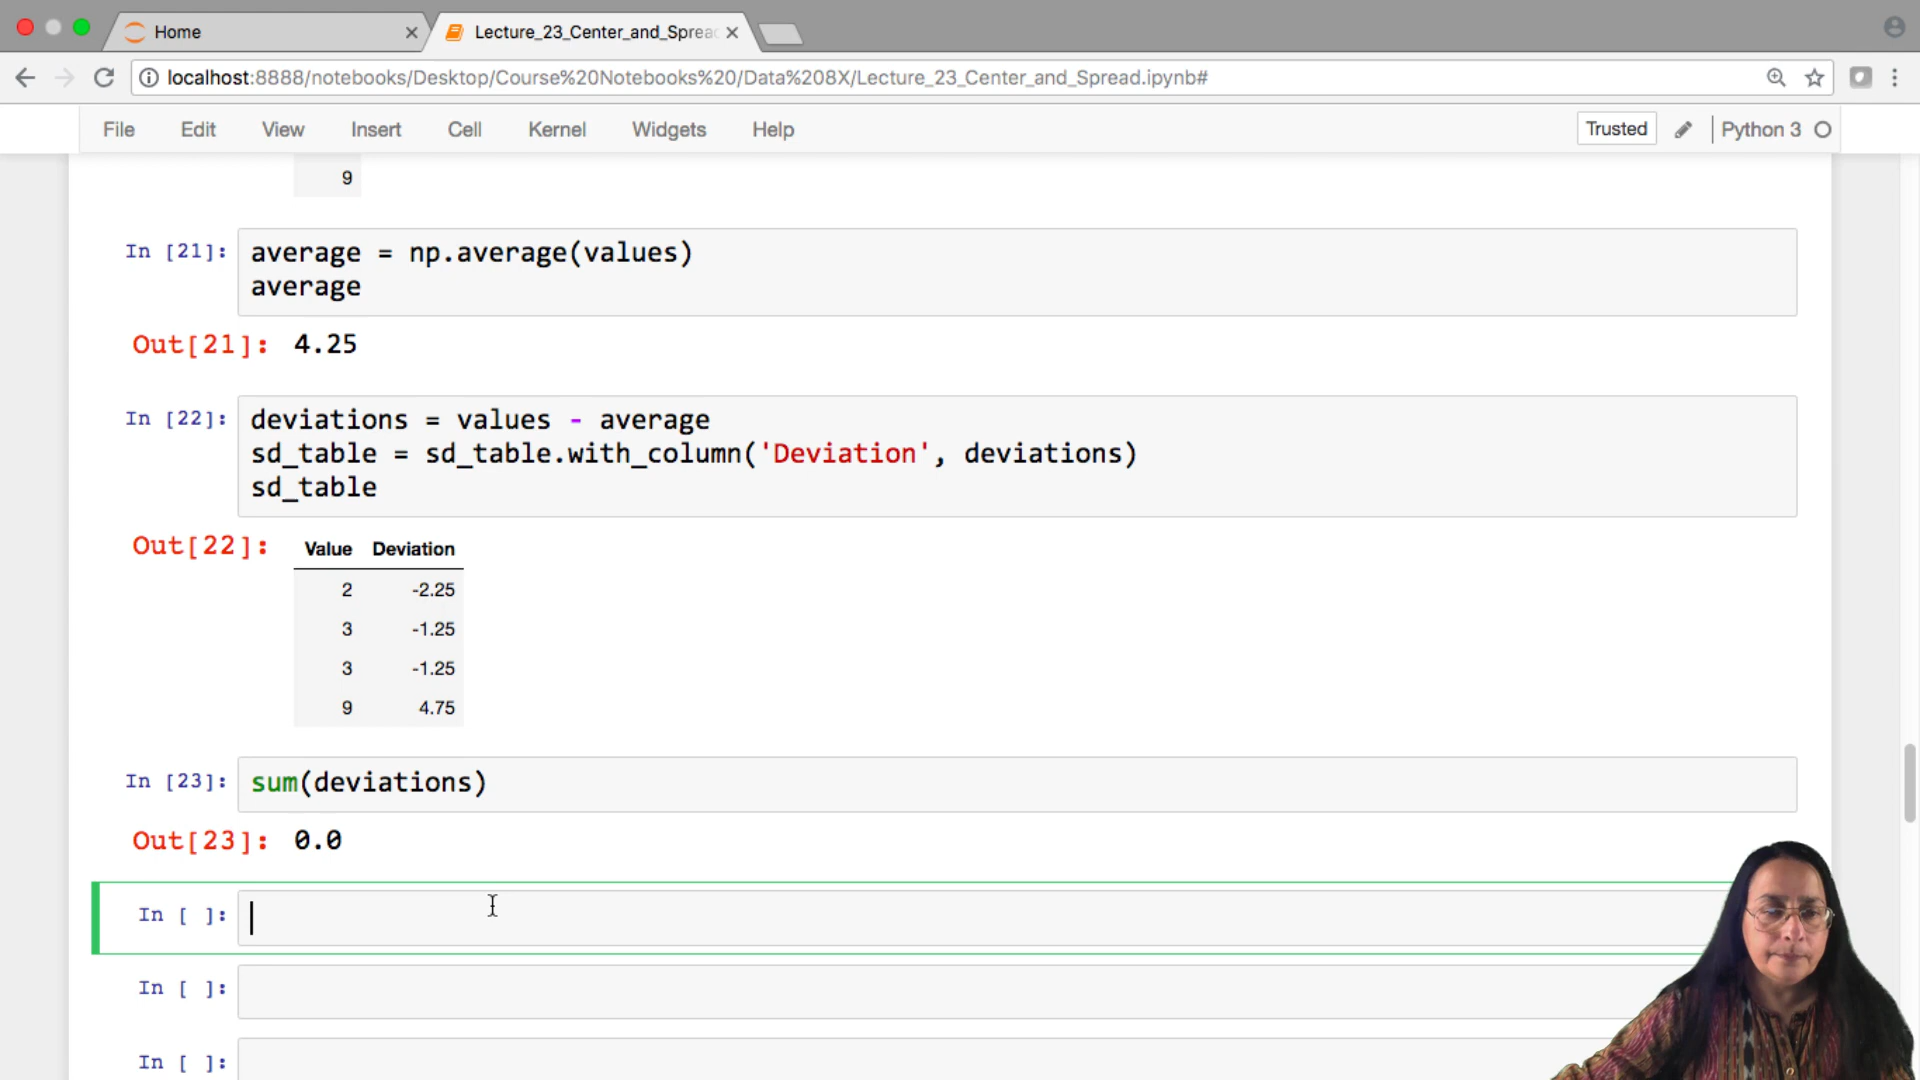 Home
Lecture_23_Center_and_Sprea
localhost:8888/notebooks/Desktop/Course%20Notebooks%20/Data%208X/Lecture_23_Center_and_Spread.ipynb#
File Edit View Insert Cell Kernel Widgets Help Trusted Python 3
9
In [21]: average = np.average(values)
average
Out[21]: 4.25
In [22]: deviations = values - average
sd_table = sd_table.with_column('Deviation', deviations)
sd_table
Out[22]: Value Deviation
2 -2.25
3 -1.25
3 -1.25
9 4.75
In [23]: sum(deviations)
Out[23]: 0.0
In [ ]:
In [ ]:
In [ ]: